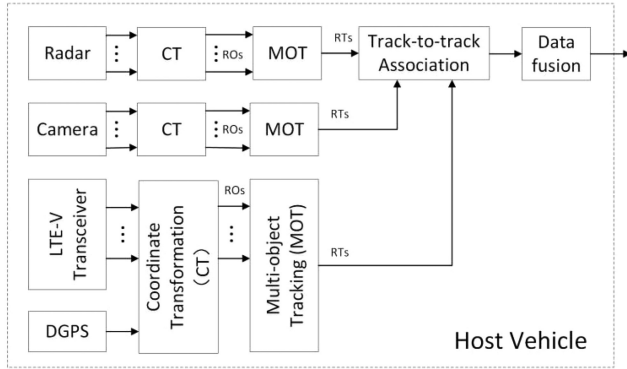 Radar
CT
ROs
MOT
RTs
Track-to-track
Association
Data
fusion
Camera
CT
ROs
MOT
RTs
LTE-V
Transceiver
Coordinate
Transformation
(CT)
ROs
Multi-object
Tracking (MOT)
RTs
DGPS
Host Vehicle